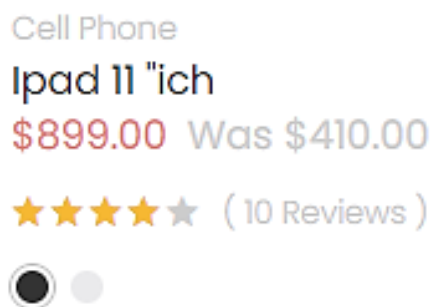 Cell Phone
Ipad 11 "ich
$899.00 Was $410.00
( 10 Reviews )